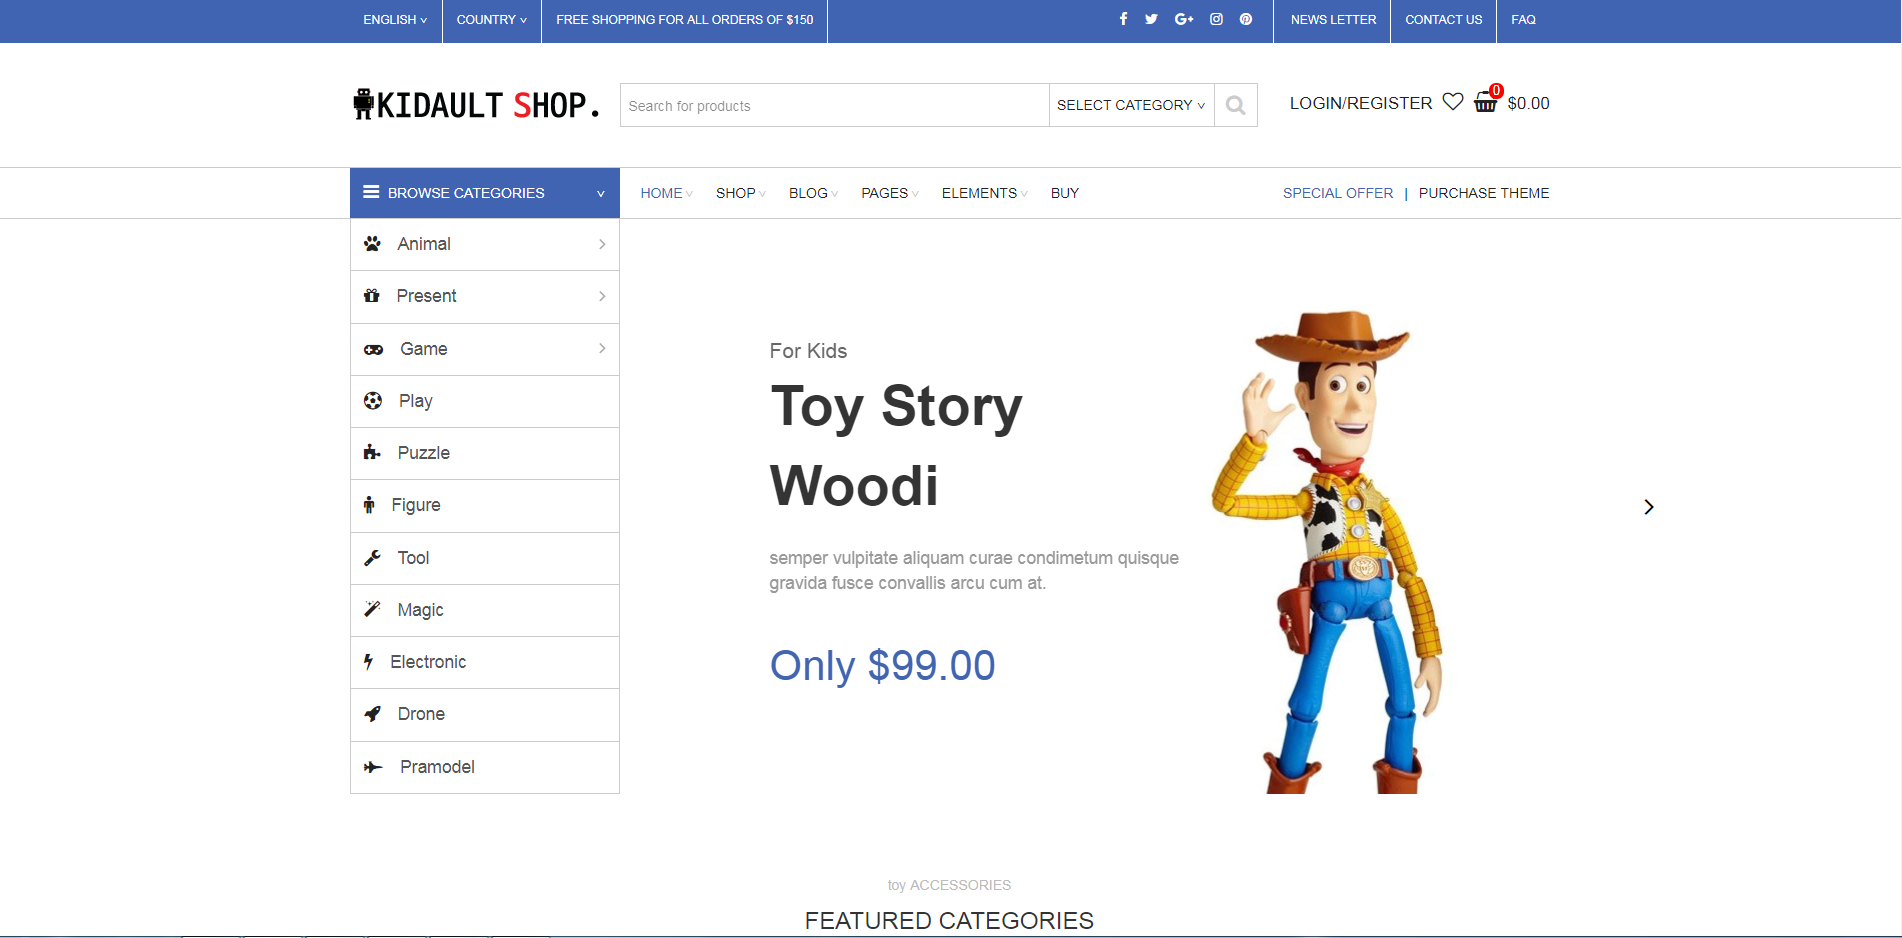 ENGLISH COUNTRY FREE SHOPPING FOR ALL ORDERS OF $150 NEWS LETTER CONTACT US FAQ
KIDAULT SHOP. Search for products SELECT CATEGORY LOGIN/REGISTER 0 $0.00
BROWSE CATEGORIES HOME SHOP BLOG PAGES ELEMENTS BUY SPECIAL OFFER | PURCHASE THEME
Animal
Present
Game
Play
Puzzle
Figure
Tool
Magic
Electronic
Drone
Pramodel
For Kids
Toy Story
Woodi
semper vulpitate aliquam curae condimetum quisque
gravida fusce convallis arcu cum at.
Only $99.00
toy ACCESSORIES
FEATURED CATEGORIES